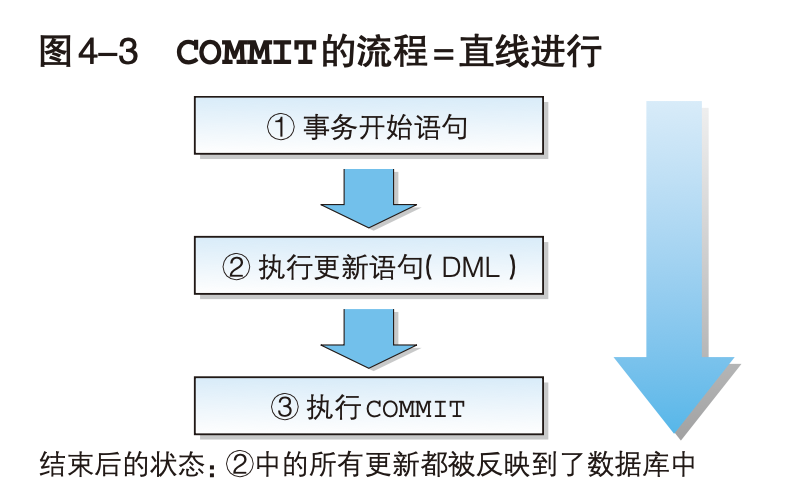 图4–3 COMMIT的流程=直线进行
① 事务开始语句
② 执行更新语句( DML )
③ 执行COMMIT
结束后的状态：②中的所有更新都被反映到了数据库中